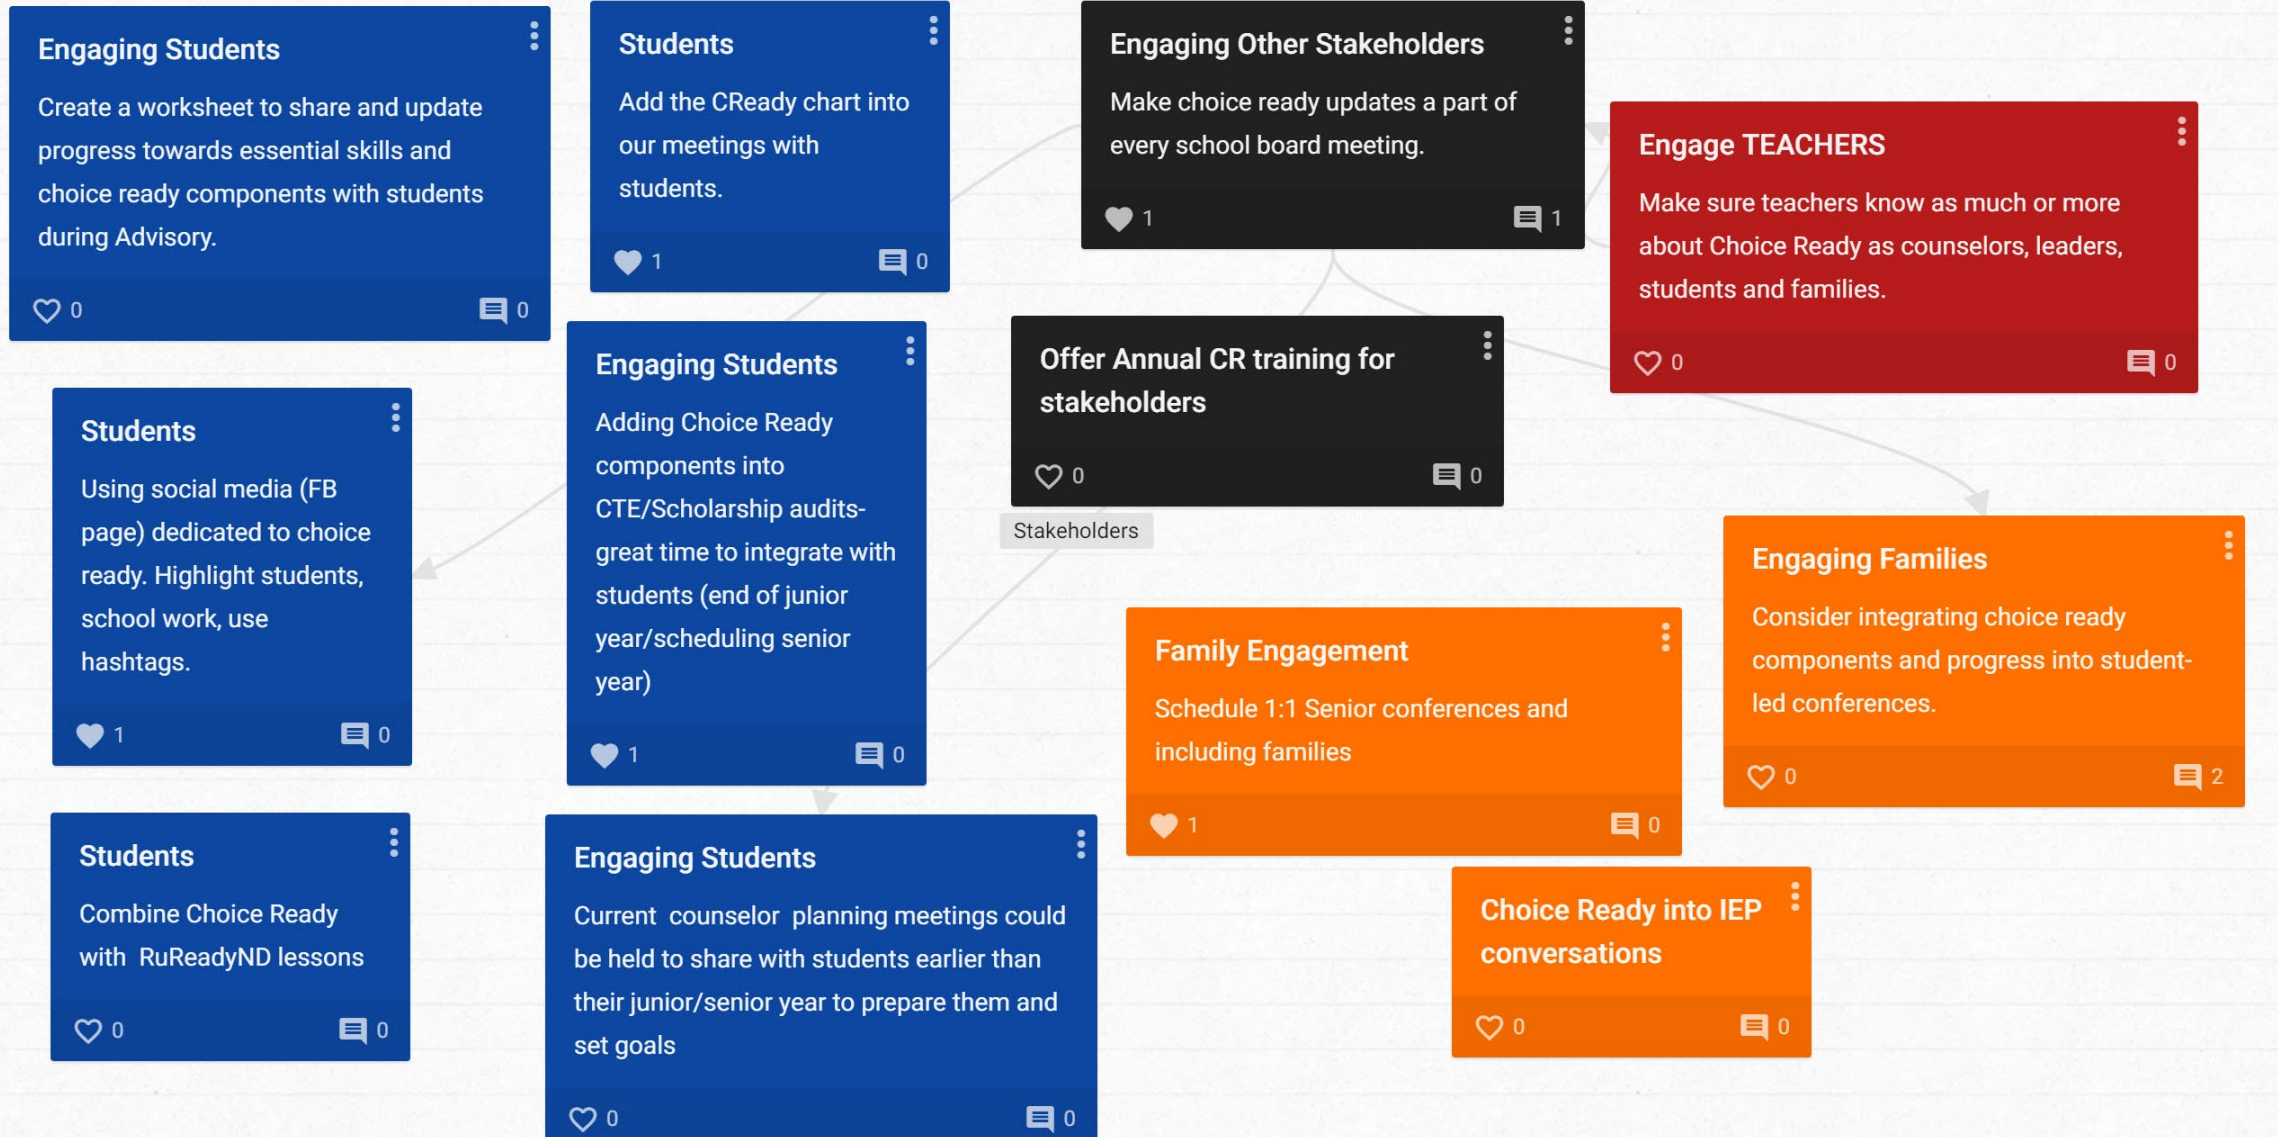 Engaging Students
Create a worksheet to share and update
progress towards essential skills and
choice ready components with students
during Advisory.
0
0
Students
Add the CReady chart into
our meetings with
students.
1
0
Engaging Other Stakeholders
Make choice ready updates a part of
every school board meeting.
1
1
Engage TEACHERS
Make sure teachers know as much or more
about Choice Ready as counselors, leaders,
students and families.
0
0
Students
Using social media (FB
page) dedicated to choice
ready. Highlight students,
school work, use
hashtags.
1
0
Engaging Students
Adding Choice Ready
components into
CTE/Scholarship audits-
great time to integrate with
students (end of junior
year/scheduling senior
year)
1
0
Offer Annual CR training for
stakeholders
0
0
Stakeholders
Family Engagement
Schedule 1:1 Senior conferences and
including families
1
0
Engaging Families
Consider integrating choice ready
components and progress into student-
led conferences.
0
2
Students
Combine Choice Ready
with  RuReadyND lessons
0
0
Engaging Students
Current  counselor  planning meetings could
be held to share with students earlier than
their junior/senior year to prepare them and
set goals
0
0
Choice Ready into IEP
conversations
0
0